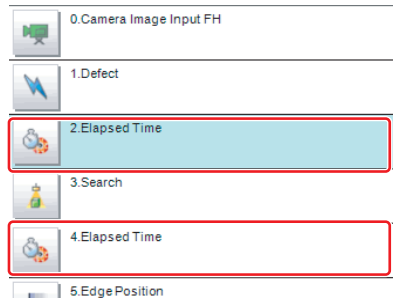 0.Camera Image Input FH
1.Defect
2.Elapsed Time
3.Search
4.Elapsed Time
5.Edge Position